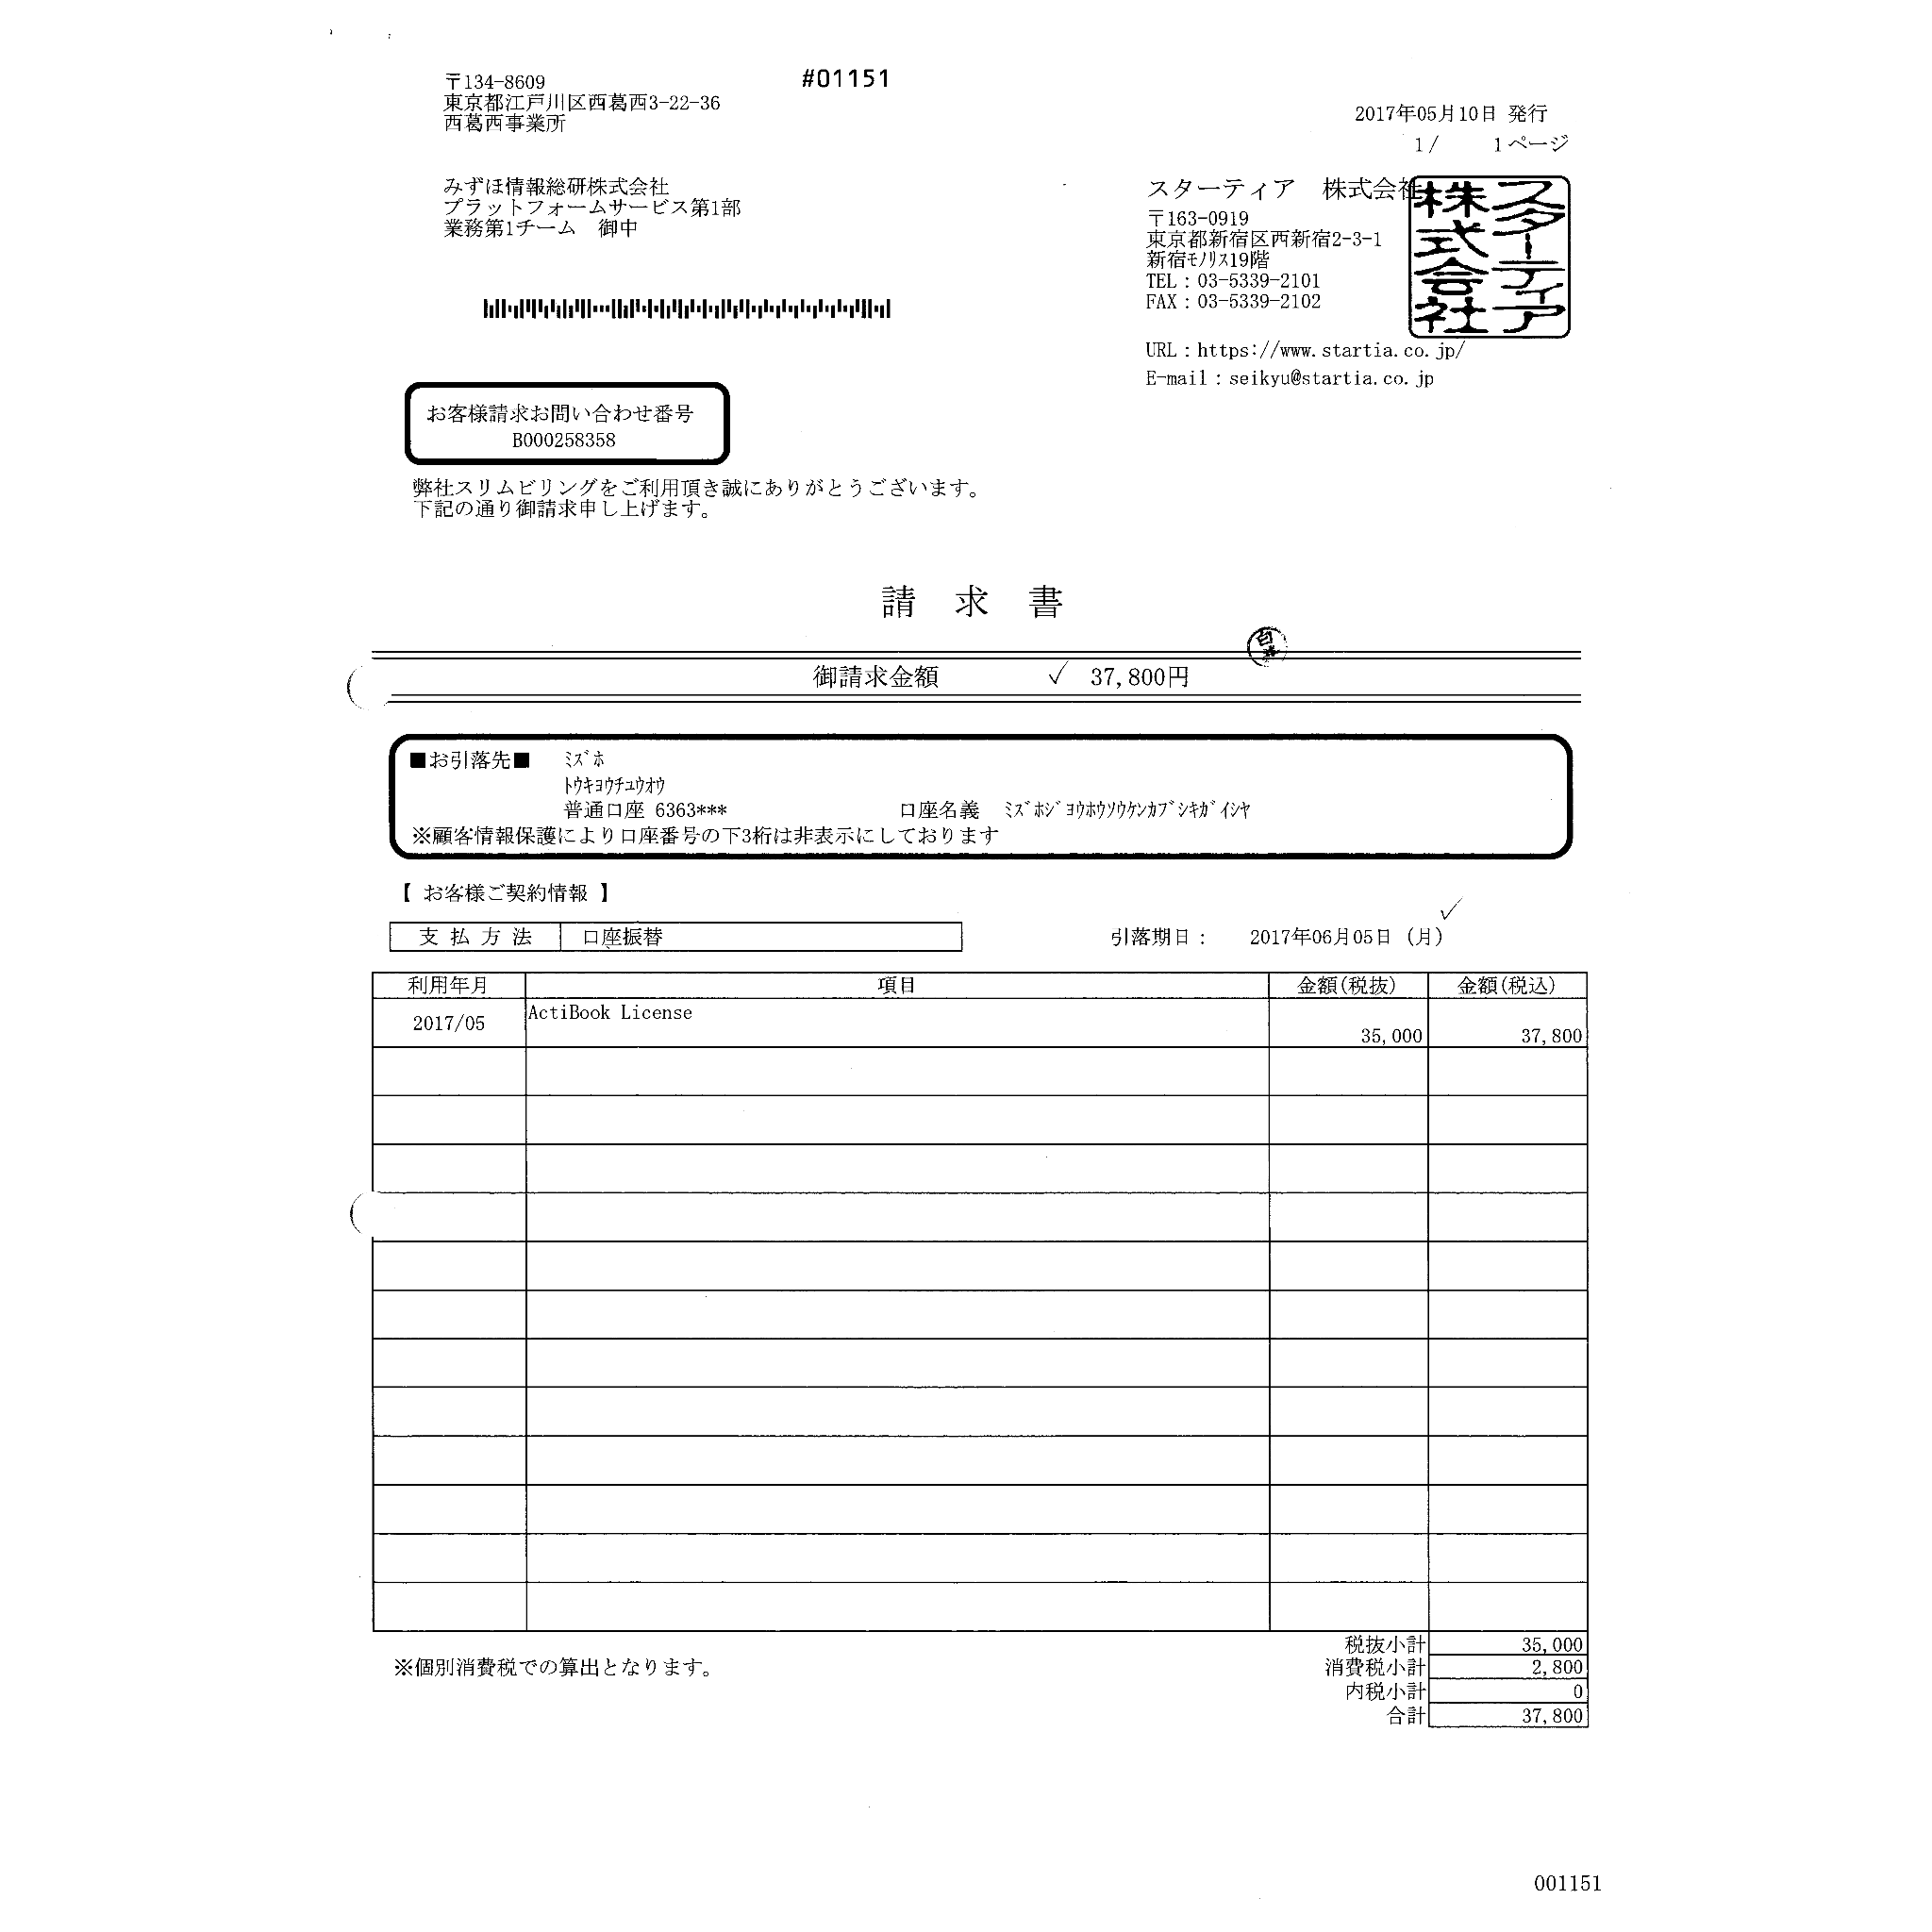 〒134-8609
#01151
東京都江戸川区西葛西3-22-36
西葛西事業所
2017年05月10日 発行
1/ 1ページ
みずほ情報総研株式会社
プラットフォームサービス第1部
業務第1チーム 御中
スターティア 株式会社
スターティア
株式会社
〒163-0919
東京都新宿区西新宿2-3-1
新宿ﾓﾉﾘｽ19階
TEL：03-5339-2101
FAX：03-5339-2102
URL：https://www.startia.co.jp/
E-mail：seikyu@startia.co.jp
お客様請求お問い合わせ番号
B000258358
弊社スリムビリングをご利用頂き誠にありがとうございます。
下記の通り御請求申し上げます。
請 求 書
御請求金額 ✓ 37,800円
■お引落先■ ﾐｽﾞﾎ
ﾄｳｷﾖｳﾁﾕｳｵｳ
普通口座 6363*** 口座名義 ﾐｽﾞﾎｼﾞﾖｳﾎｳｿｳｹﾝｶﾌﾞｼｷｶﾞｲｼﾔ
※顧客情報保護により口座番号の下3桁は非表示にしております
【 お客様ご契約情報 】
✓
支 払 方 法 口座振替 引落期日： 2017年06月05日（月）
利用年月 項目 金額(税抜) 金額(税込)
2017/05 ActiBook License 35,000 37,800
税抜小計 35,000
※個別消費税での算出となります。 消費税小計 2,800
内税小計 0
合計 37,800
001151